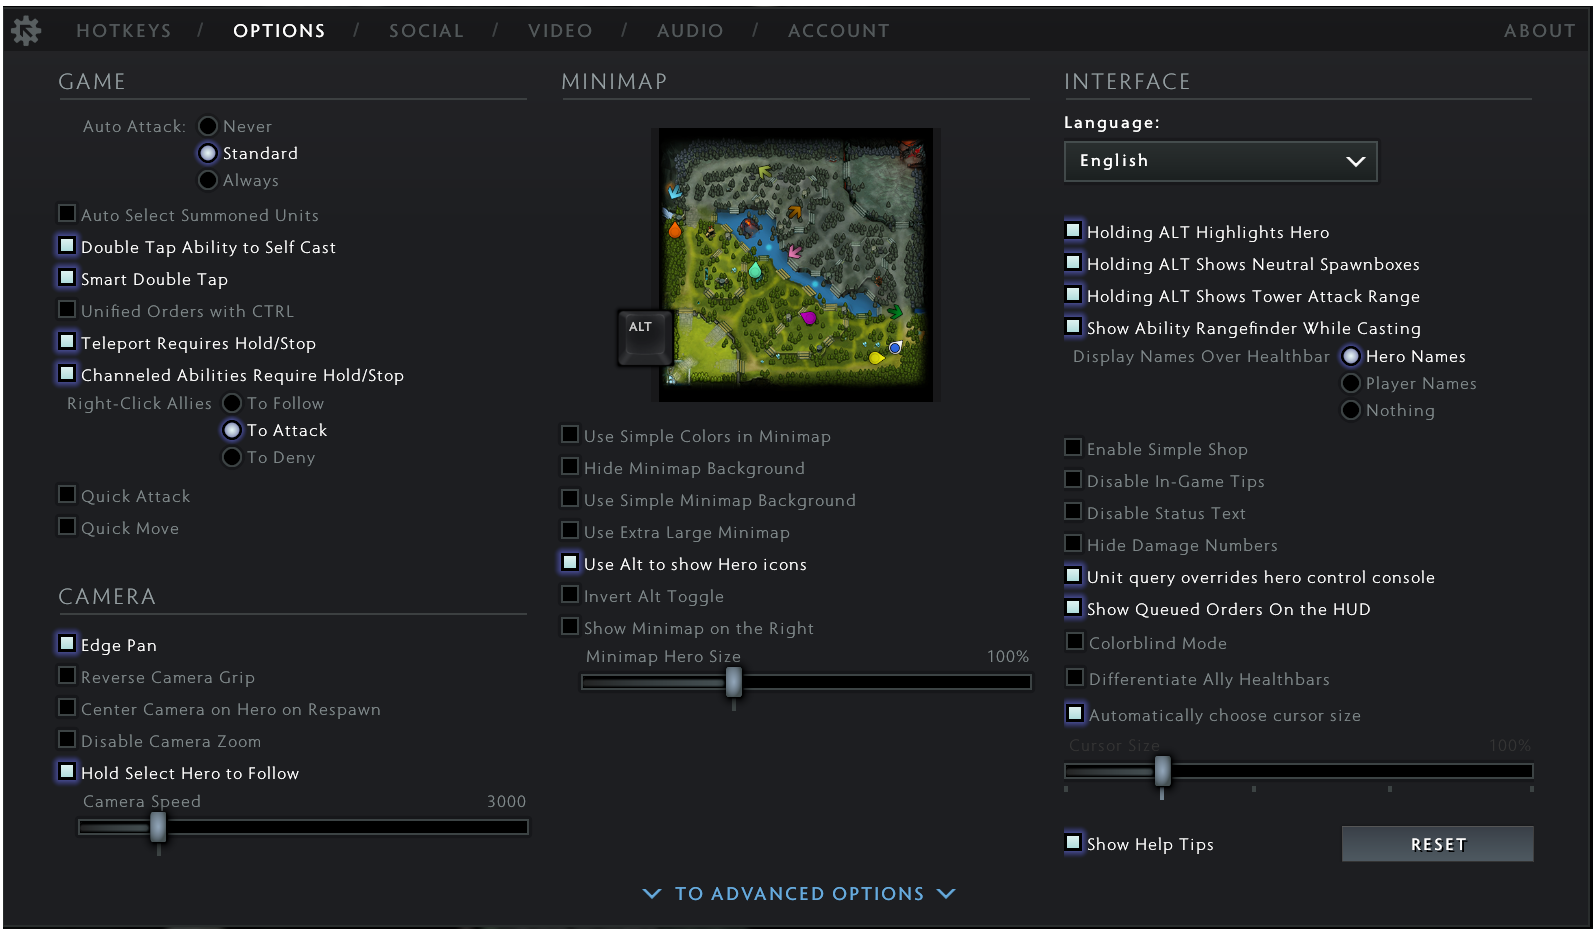 HOTKEYS / OPTIONS / SOCIAL / VIDEO / AUDIO / ACCOUNT ABOUT
GAME
Auto Attack: Never
Standard
Always
Auto Select Summoned Units
Double Tap Ability to Self Cast
Smart Double Tap
Unified Orders with CTRL
Teleport Requires Hold/Stop
Channeled Abilities Require Hold/Stop
Right-Click Allies To Follow
To Attack
To Deny
Quick Attack
Quick Move
CAMERA
Edge Pan
Reverse Camera Grip
Center Camera on Hero on Respawn
Disable Camera Zoom
Hold Select Hero to Follow
Camera Speed 3000
MINIMAP
ALT
Use Simple Colors in Minimap
Hide Minimap Background
Use Simple Minimap Background
Use Extra Large Minimap
Use Alt to show Hero icons
Invert Alt Toggle
Show Minimap on the Right
Minimap Hero Size 100%
INTERFACE
Language:
English
Holding ALT Highlights Hero
Holding ALT Shows Neutral Spawnboxes
Holding ALT Shows Tower Attack Range
Show Ability Rangefinder While Casting
Display Names Over Healthbar Hero Names
Player Names
Nothing
Enable Simple Shop
Disable In-Game Tips
Disable Status Text
Hide Damage Numbers
Unit query overrides hero control console
Show Queued Orders On the HUD
Colorblind Mode
Differentiate Ally Healthbars
Automatically choose cursor size
Cursor Size 100%
Show Help Tips RESET
TO ADVANCED OPTIONS